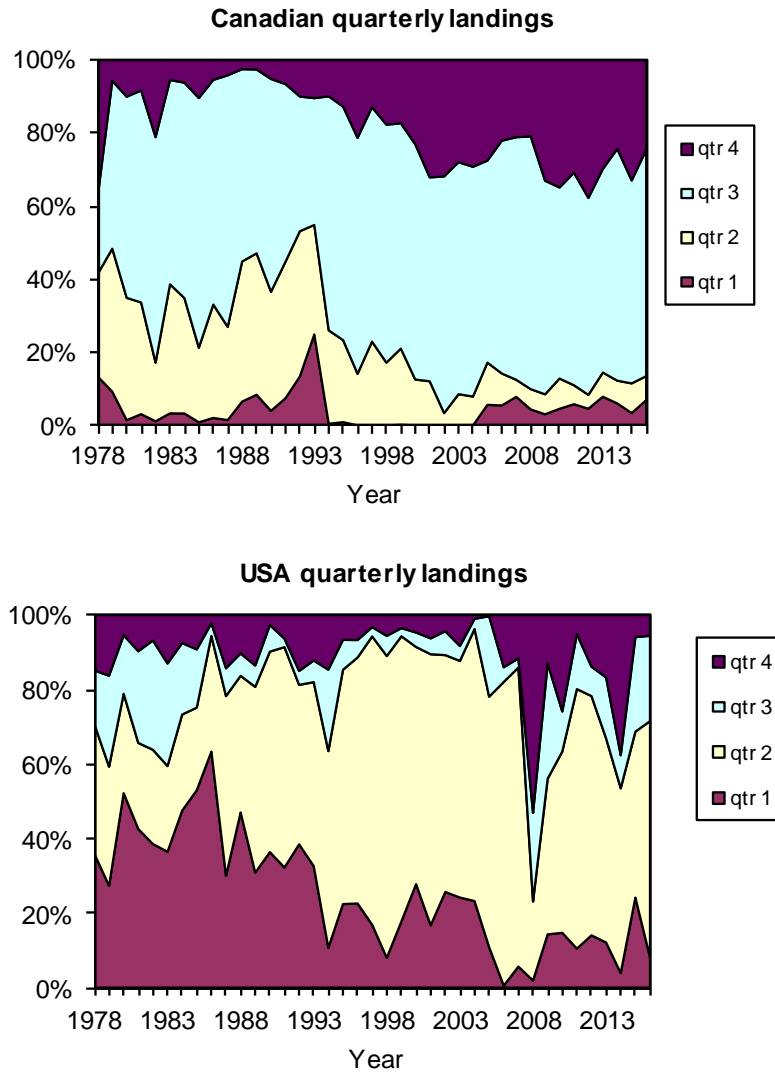 Canadian quarterly landings
100%
80%
60%
40%
20%
0%
1978 1983 1988 1993 1998 2003 2008 2013
Year
qtr 4
qtr 3
qtr 2
qtr 1
USA quarterly landings
100%
80%
60%
40%
20%
0%
1978 1983 1988 1993 1998 2003 2008 2013
Year
qtr 4
qtr 3
qtr 2
qtr 1